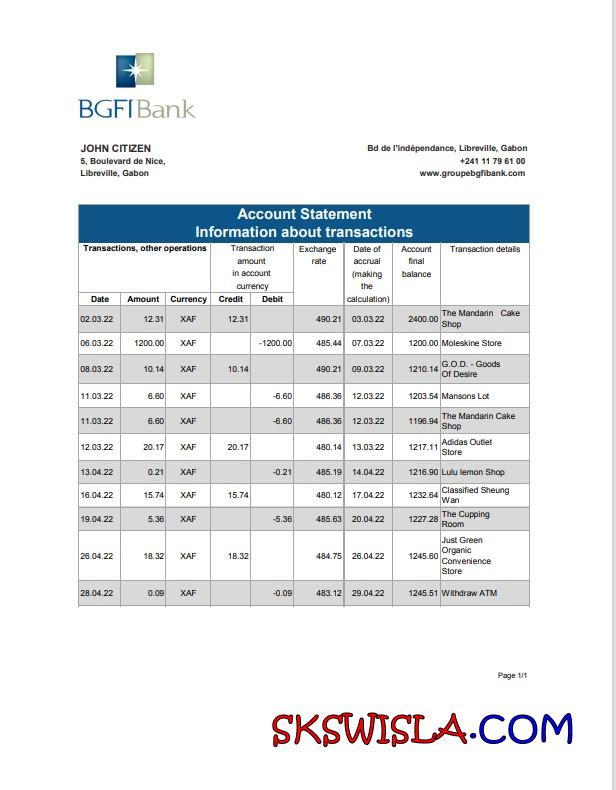 BGFIBank
JOHN CITIZEN
5, Boulevard de Nice,
Libreville, Gabon
Bd de l'indépendance, Libreville, Gabon
+241 11 79 61 00
www.groupebgfibank.com
Account Statement
Information about transactions
Transactions, other operations
Transaction
amount
in account
currency
Exchange
rate
Date of
accrual
(making
the
calculation)
Account
final
balance
Transaction details
Date Amount Currency Credit Debit
02.03.22 12.31 XAF 12.31 490.21 03.03.22 2400.00 The Mandarin Cake
Shop
06.03.22 1200.00 XAF -1200.00 485.44 07.03.22 1200.00 Moleskine Store
08.03.22 10.14 XAF 10.14 490.21 09.03.22 1210.14 G.O.D. - Goods
Of Desire
11.03.22 6.60 XAF -6.60 486.36 12.03.22 1203.54 Mansons Lot
11.03.22 6.60 XAF -6.60 486.36 12.03.22 1196.94 The Mandarin Cake
Shop
12.03.22 20.17 XAF 20.17 480.14 13.03.22 1217.11 Adidas Outlet
Store
13.04.22 0.21 XAF -0.21 485.19 14.04.22 1216.90 Lulu lemon Shop
16.04.22 15.74 XAF 15.74 480.12 17.04.22 1232.64 Classified Sheung
Wan
19.04.22 5.36 XAF -5.36 485.63 20.04.22 1227.28 The Cupping
Room
26.04.22 18.32 XAF 18.32 484.75 26.04.22 1245.60 Just Green
Organic
Convenience
Store
28.04.22 0.09 XAF -0.09 483.12 29.04.22 1245.51 Withdraw ATM
Page 1/1
SKSWISLA.COM